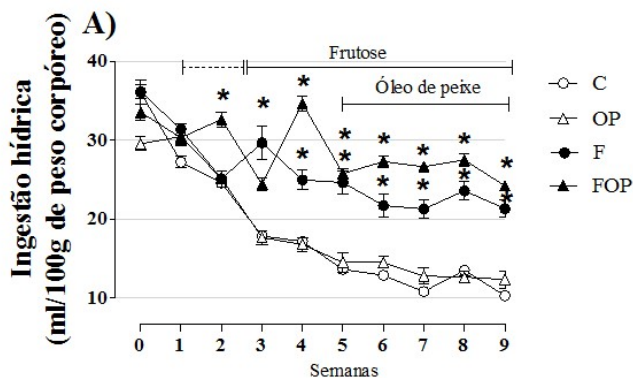 A)
Frutose
Óleo de peixe
Ingestão hídrica
(ml/100g de peso corpóreo)
40
30
20
10
* * * * * * * *
* * * * * *
0 1 2 3 4 5 6 7 8 9
Semanas
C
OP
F
FOP